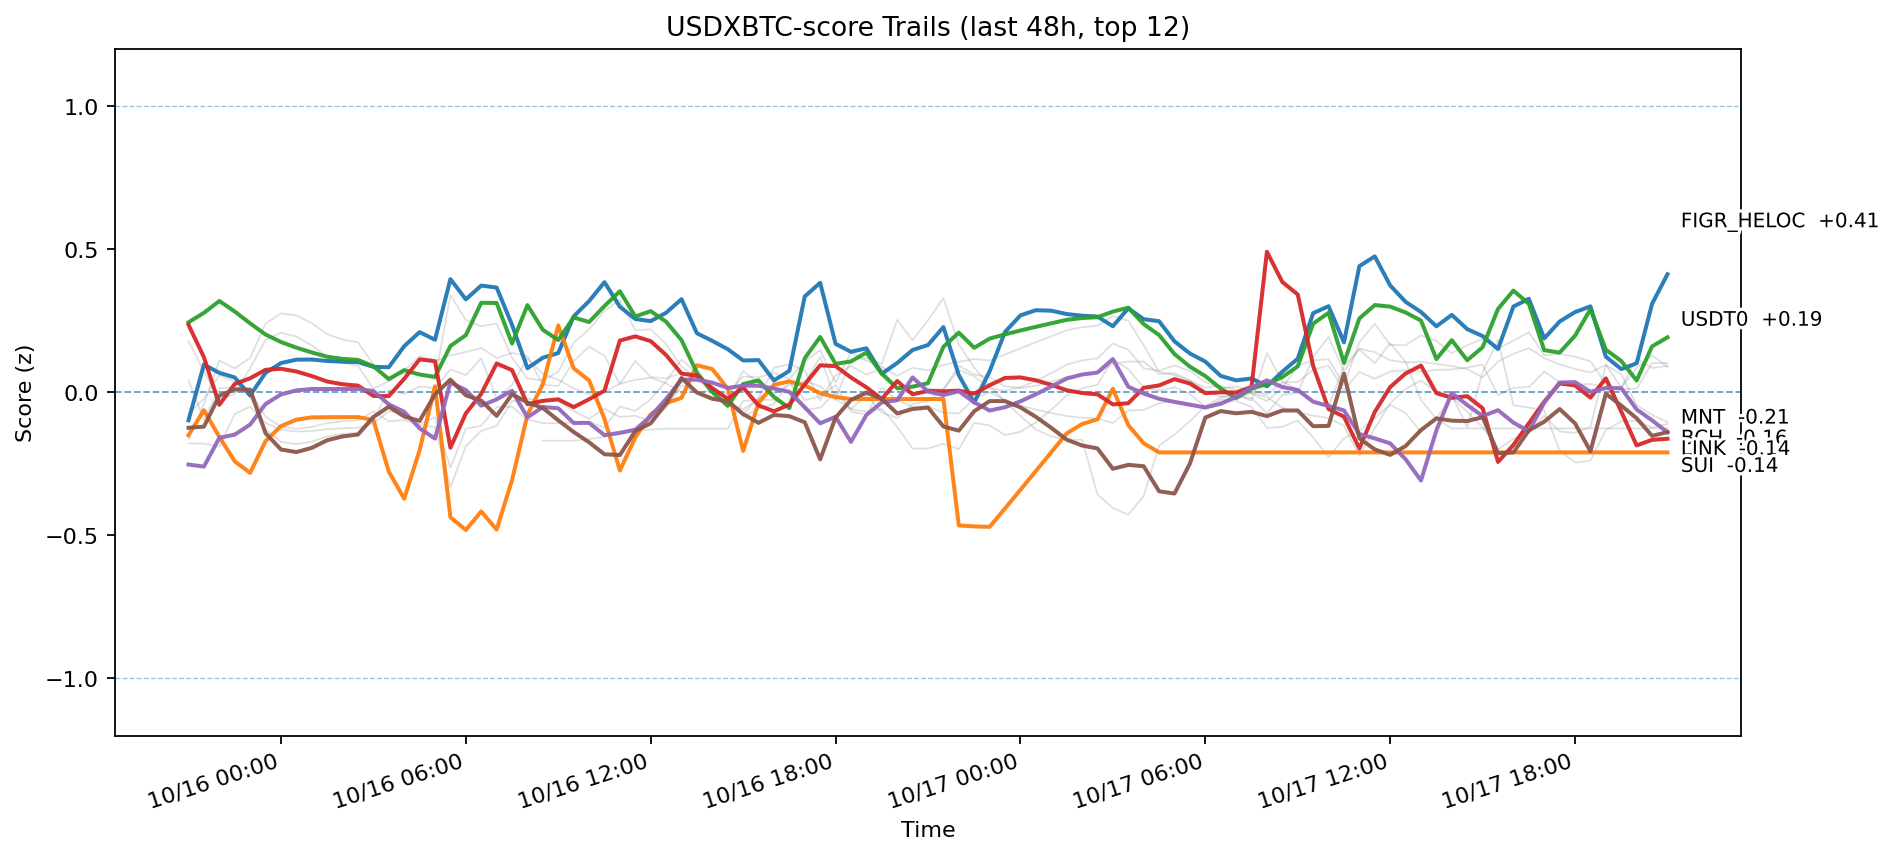 USDXBTC-score Trails (last 48h, top 12)
Score (z)
1.0
0.5
0.0
−0.5
−1.0
FIGR_HELOC +0.41
USDT0 +0.19
MNT -0.21
BCH -0.16
LINK -0.14
SUI -0.14
10/16 00:00
10/16 06:00
10/16 12:00
10/16 18:00
10/17 00:00
10/17 06:00
10/17 12:00
10/17 18:00
Time